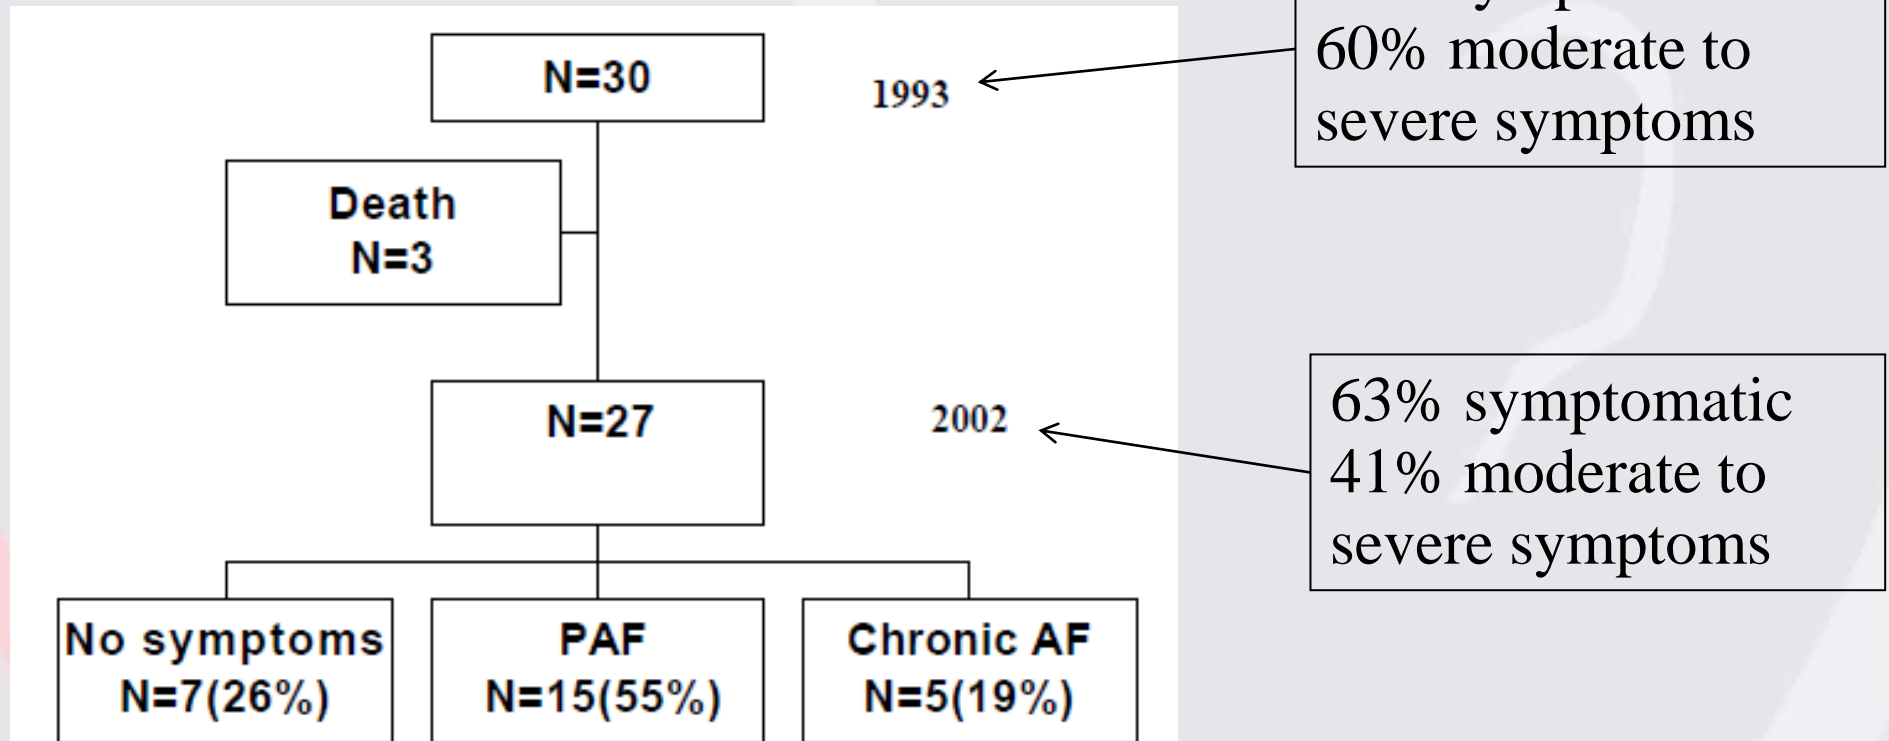 N=30
1993
60% moderate to
severe symptoms
Death
N=3
N=27
2002
63% symptomatic
41% moderate to
severe symptoms
No symptoms
N=7(26%)
PAF
N=15(55%)
Chronic AF
N=5(19%)